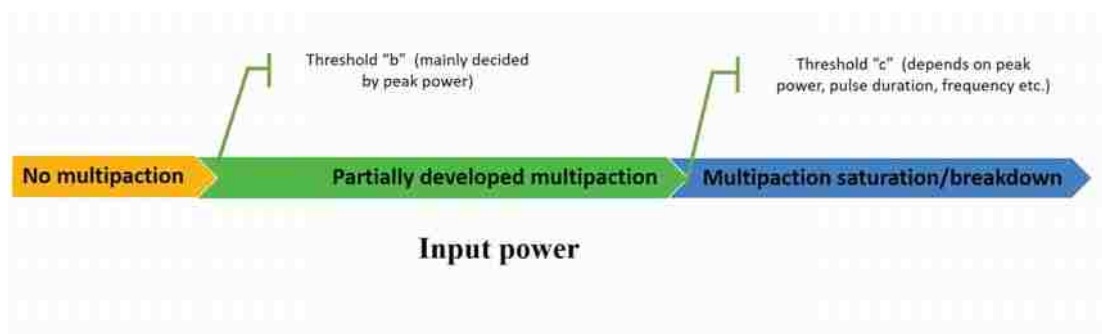 Threshold "b" (mainly decided
by peak power)
Threshold "c" (depends on peak
power, pulse duration, frequency etc.)
No multipaction
Partially developed multipaction
Multipaction saturation/breakdown
Input power